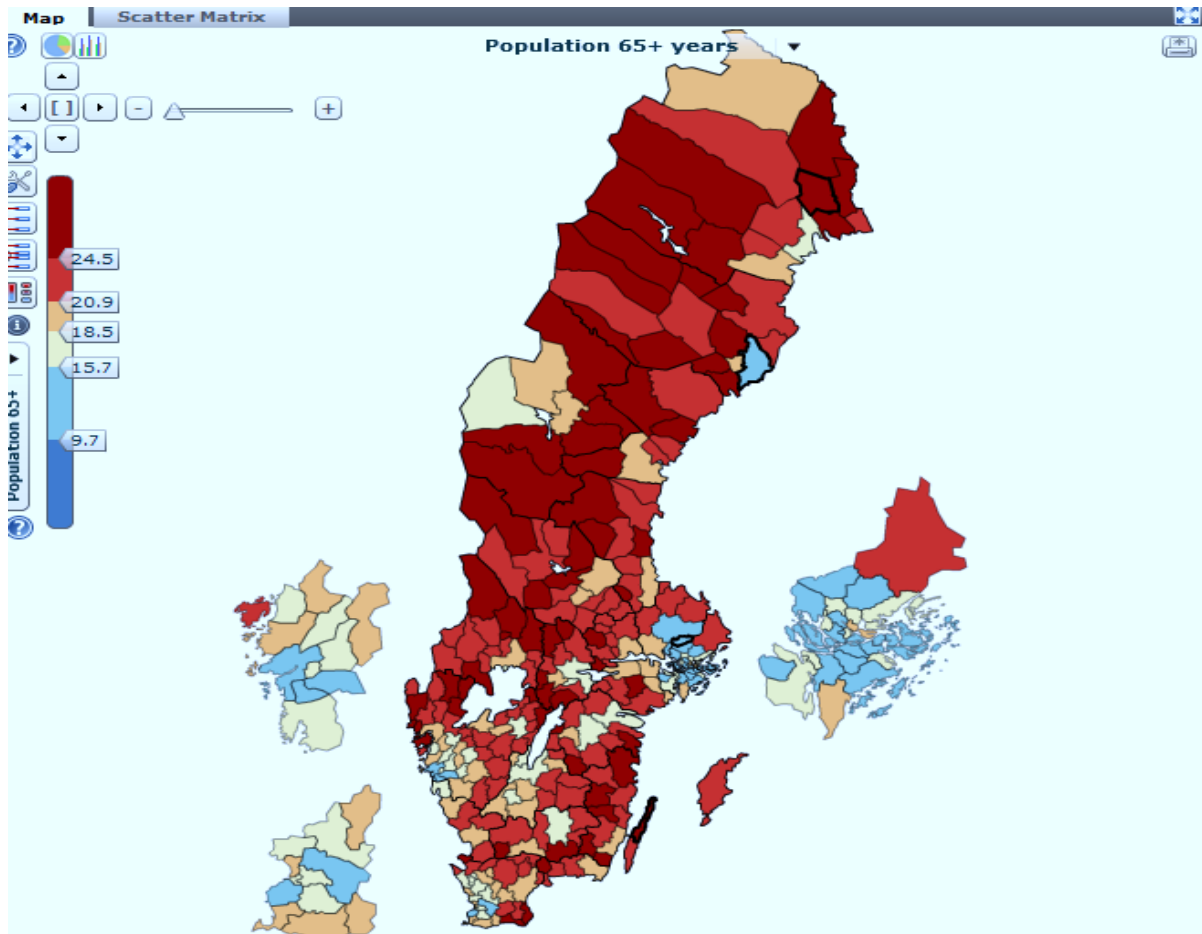 Map
Scatter Matrix
?
Population 65+ years
[ ]
-
+
24.5
20.9
18.5
15.7
9.7
i
Population 65+
?